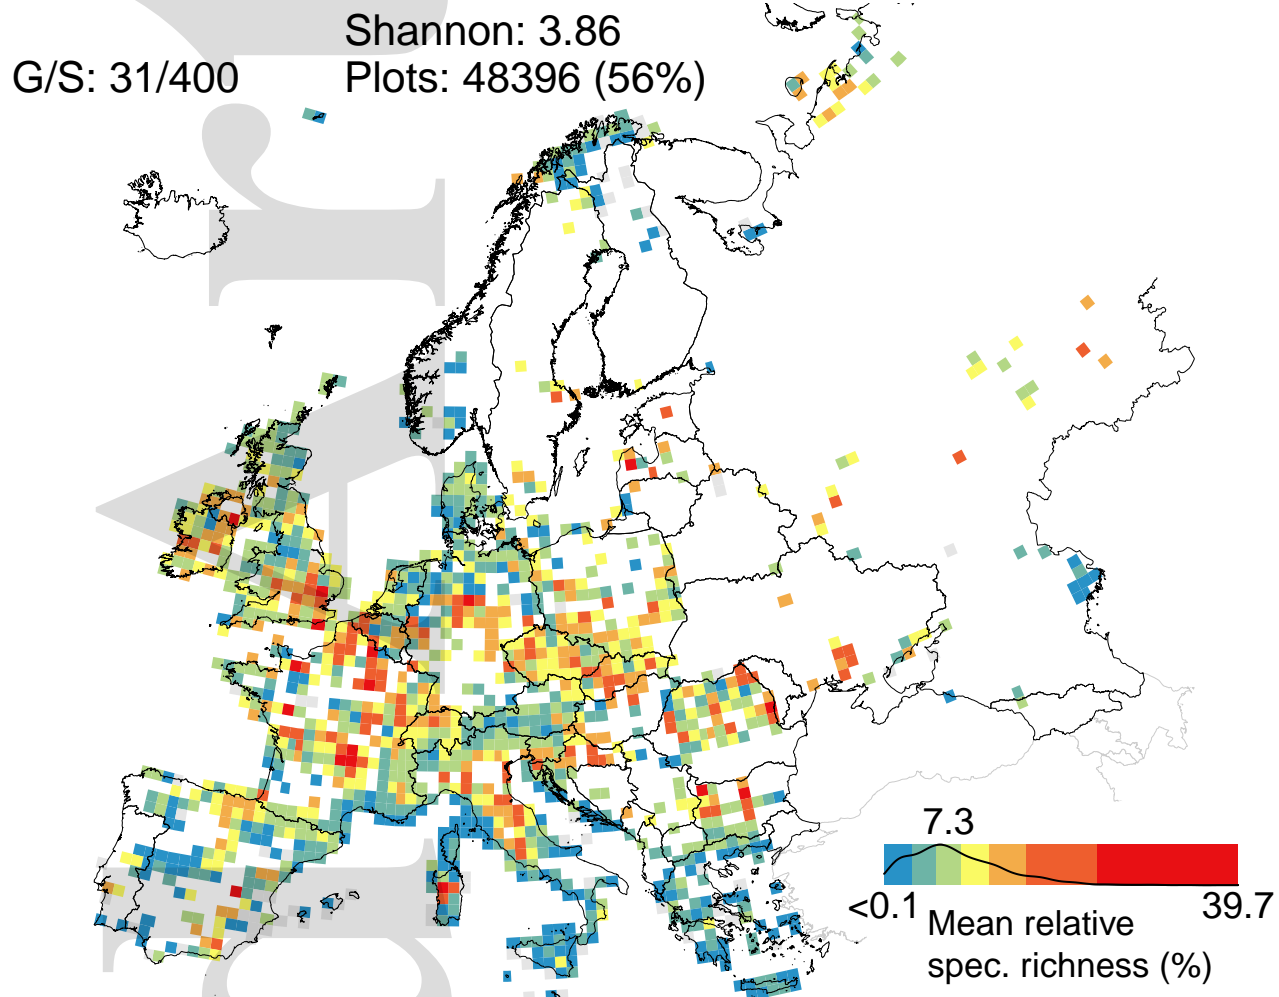 Shannon: 3.86
G/S: 31/400
Plots: 48396 (56%)
7.3
<0.1
39.7
Mean relative
spec. richness (%)